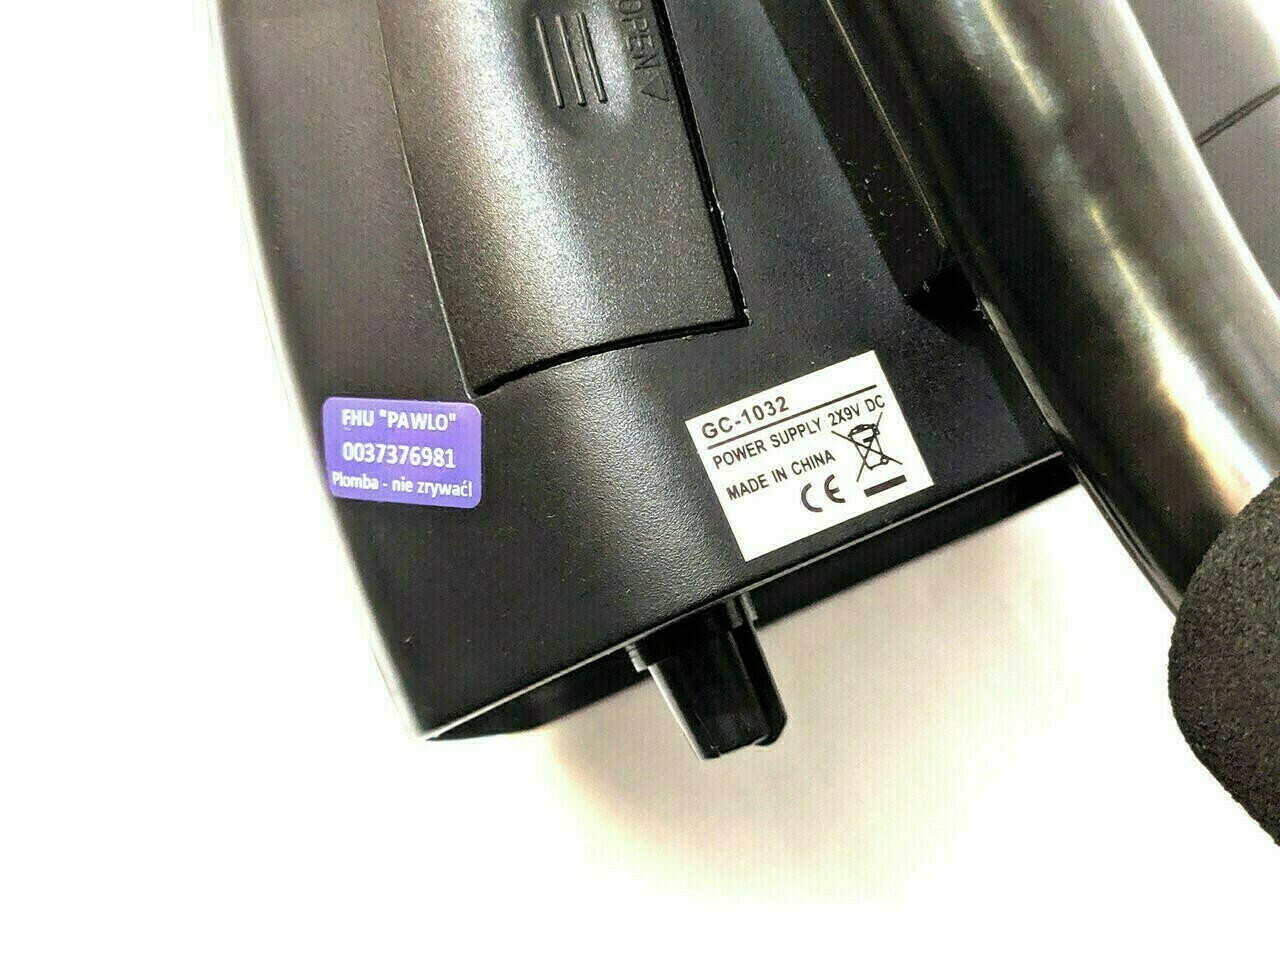 OPEN
FHU "PAWLO"
0037376981
Plomba - nie zrywać!
GC-1032
POWER SUPPLY 2X9V DC
MADE IN CHINA
CE